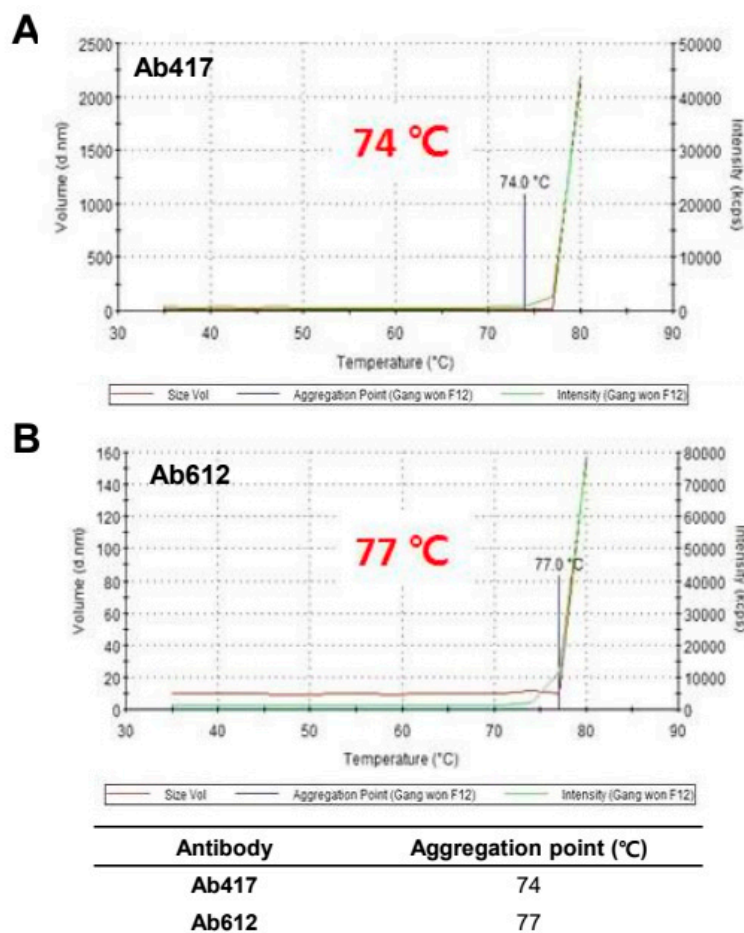 A
Ab417
2500
2000
1500
1000
500
0
50000
40000
30000
20000
10000
0
Volume (d.nm)
Intensity (kcps)
74 ℃
74.0 °C
30 40 50 60 70 80 90
Temperature (°C)
Size Vol Aggregation Point (Gang won F12) Intensity (Gang won F12)
B
Ab612
160
140
120
100
80
60
40
20
0
80000
70000
60000
50000
40000
30000
20000
10000
0
Volume (d.nm)
Intensity (kcps)
77 ℃
77.0 °C
30 40 50 60 70 80 90
Temperature (°C)
Size Vol Aggregation Point (Gang won F12) Intensity (Gang won F12)
Antibody Aggregation point (℃)
Ab417 74
Ab612 77